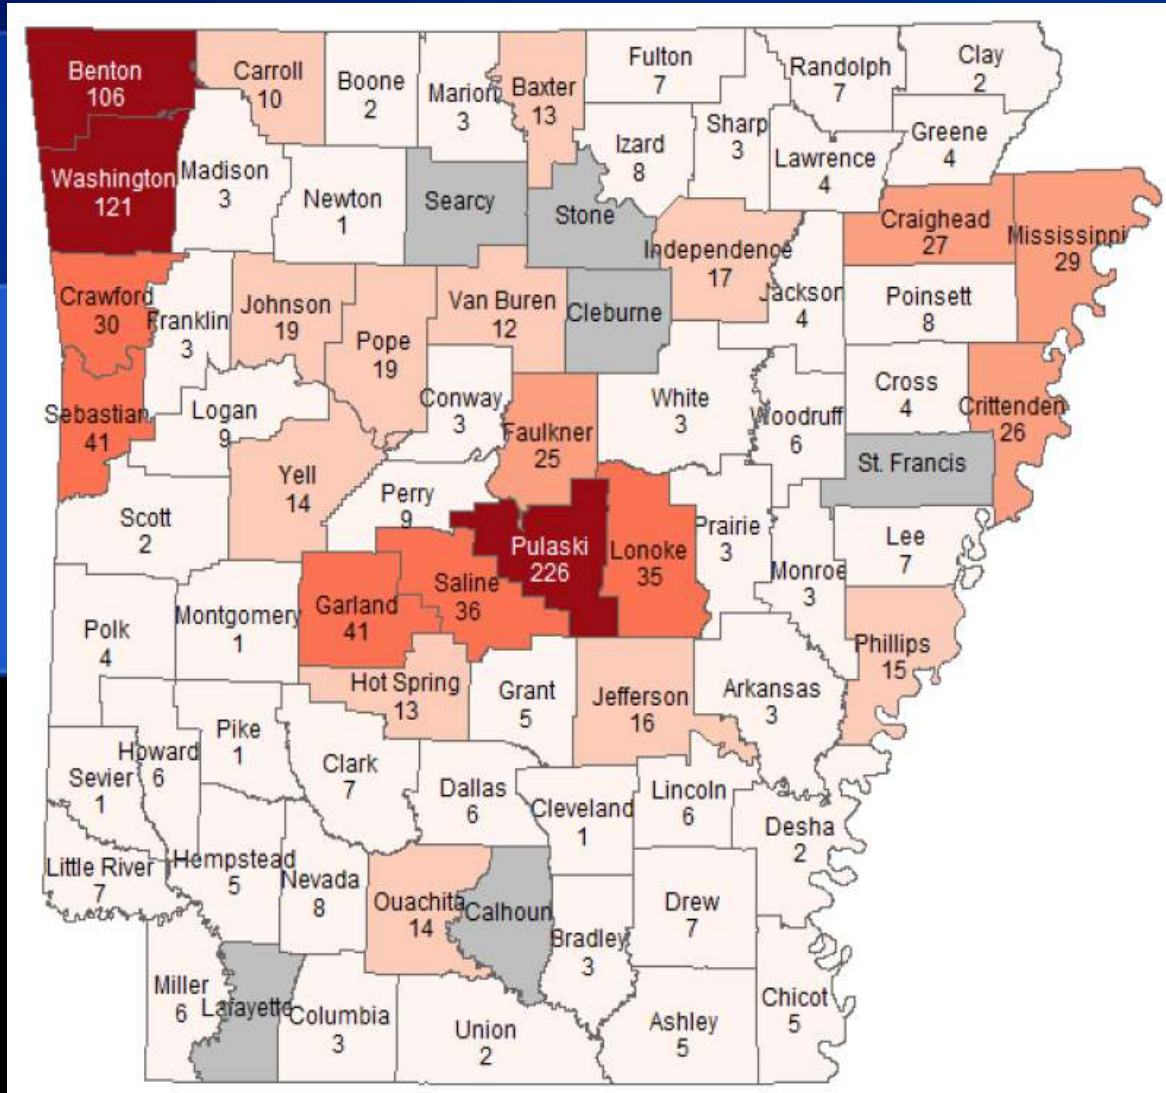 Benton
106
Carroll
10
Boone
2
Marion
3
Baxter
13
Fulton
7
Randolph
7
Clay
2
Washington
121
Madison
3
Newton
1
Searcy
Stone
Izard
8
Sharp
3
Lawrence
4
Greene
4
Craighead
27
Mississippi
29
Independence
17
Crawford
30
Franklin
3
Johnson
19
Pope
19
Van Buren
12
Cleburne
Jackson
4
Poinsett
8
Sebastian
41
Logan
9
Conway
3
Faulkner
25
White
3
Woodruff
6
Cross
4
Crittenden
26
St. Francis
Yell
14
Perry
9
Scott
2
Pulaski
226
Lonoke
35
Prairie
3
Monroe
3
Lee
7
Polk
4
Montgomery
1
Garland
41
Saline
36
Hot Spring
13
Grant
5
Jefferson
16
Arkansas
3
Phillips
15
Sevier
1
Howard
6
Pike
1
Clark
7
Dallas
6
Cleveland
1
Lincoln
6
Desha
2
Little River
7
Hempstead
5
Nevada
8
Ouachita
14
Calhoun
Bradley
3
Drew
7
Miller
6
Lafayette
Columbia
3
Union
2
Ashley
5
Chicot
5